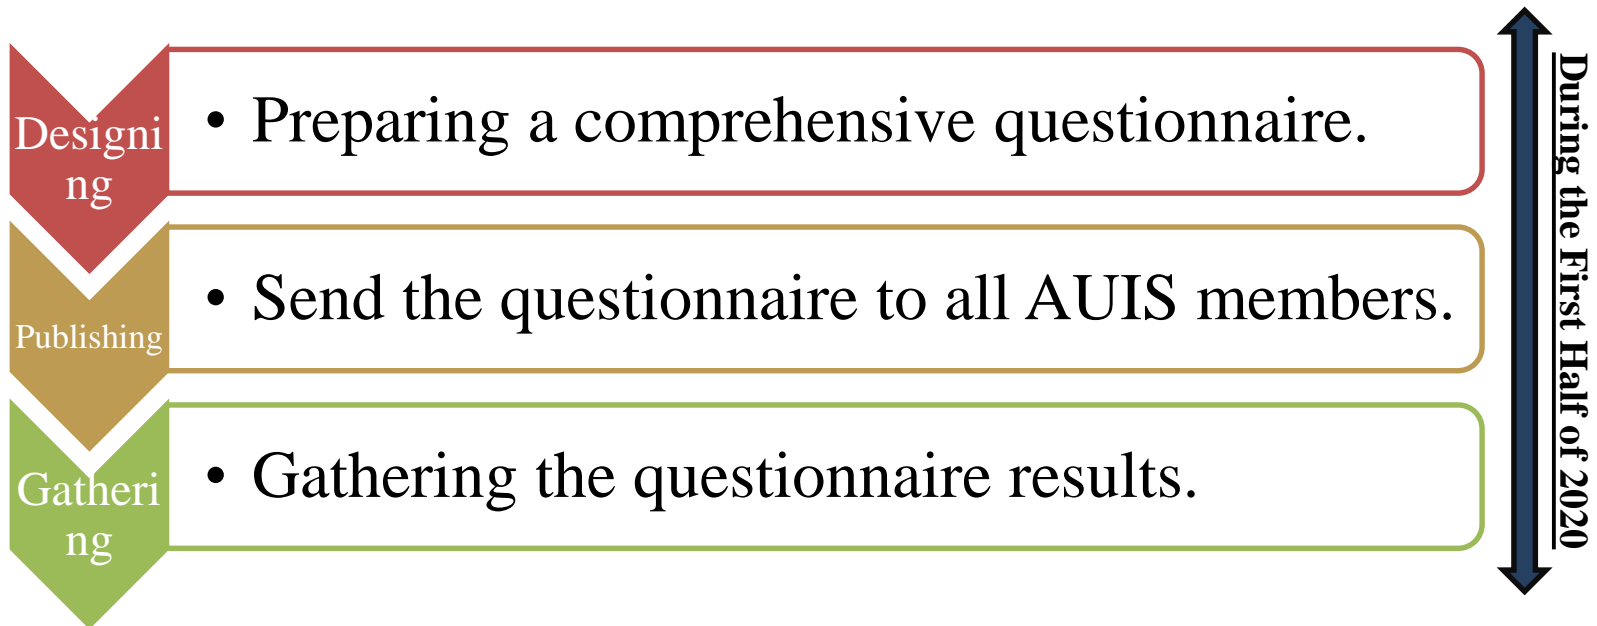 Designi
ng
• Preparing a comprehensive questionnaire.
Publishing
• Send the questionnaire to all AUIS members.
Gatheri
ng
• Gathering the questionnaire results.
During the First Half of 2020